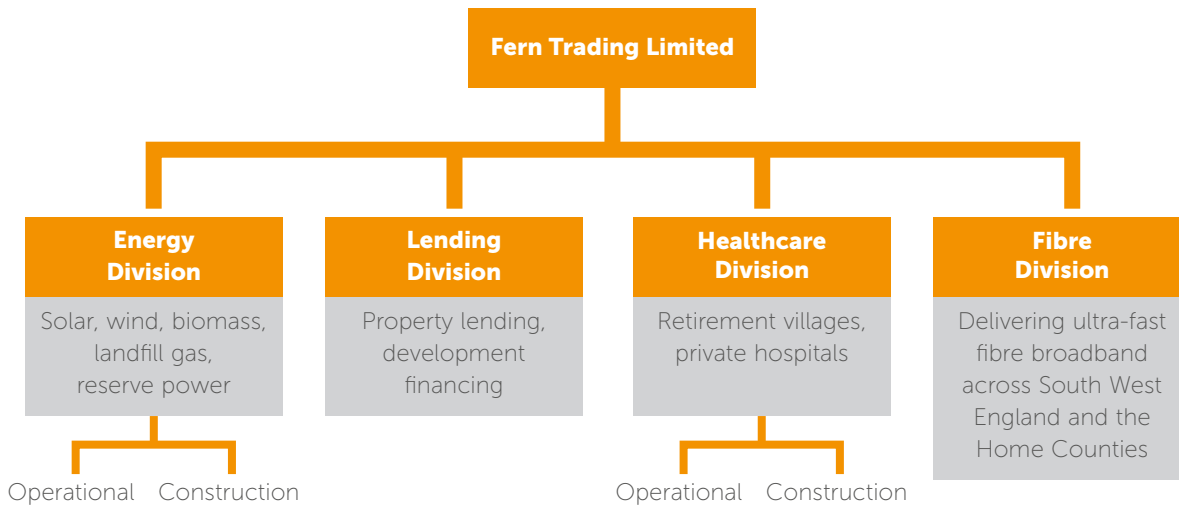 Fern Trading Limited
Energy
Division
Solar, wind, biomass,
landfill gas,
reserve power
Operational
Construction
Lending
Division
Property lending,
development
financing
Healthcare
Division
Retirement villages,
private hospitals
Operational
Construction
Fibre
Division
Delivering ultra-fast
fibre broadband
across South West
England and the
Home Counties